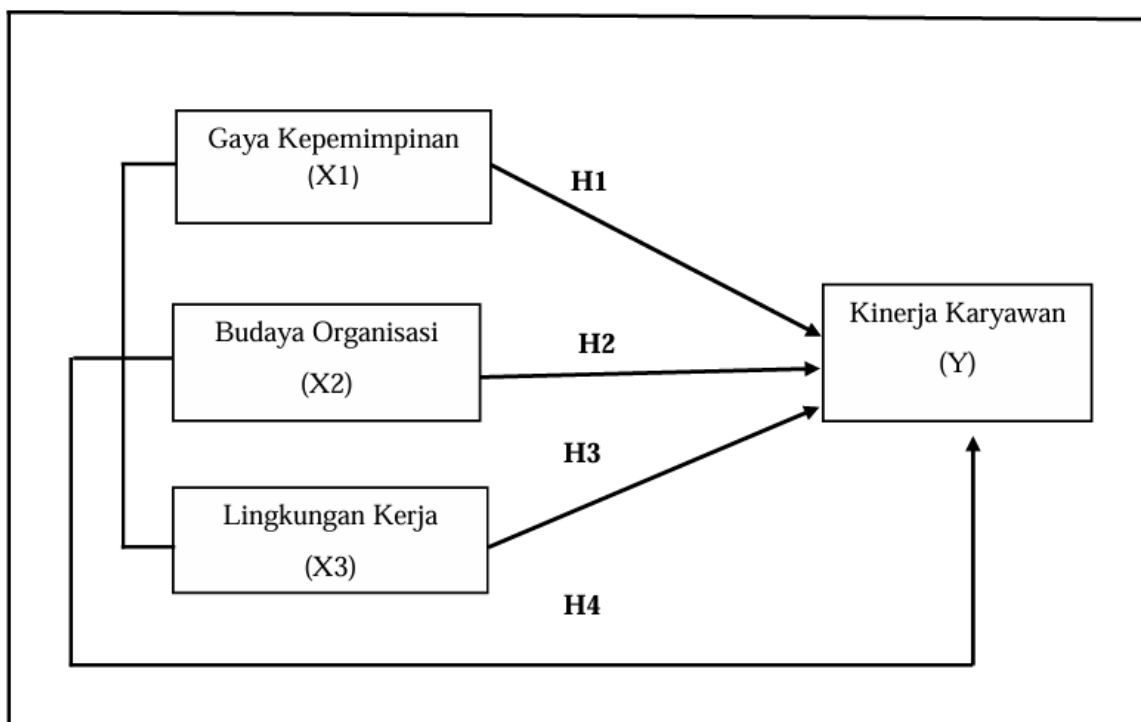 Gaya Kepemimpinan
(X1)
H1
Budaya Organisasi
(X2)
H2
Kinerja Karyawan
(Y)
H3
Lingkungan Kerja
(X3)
H4